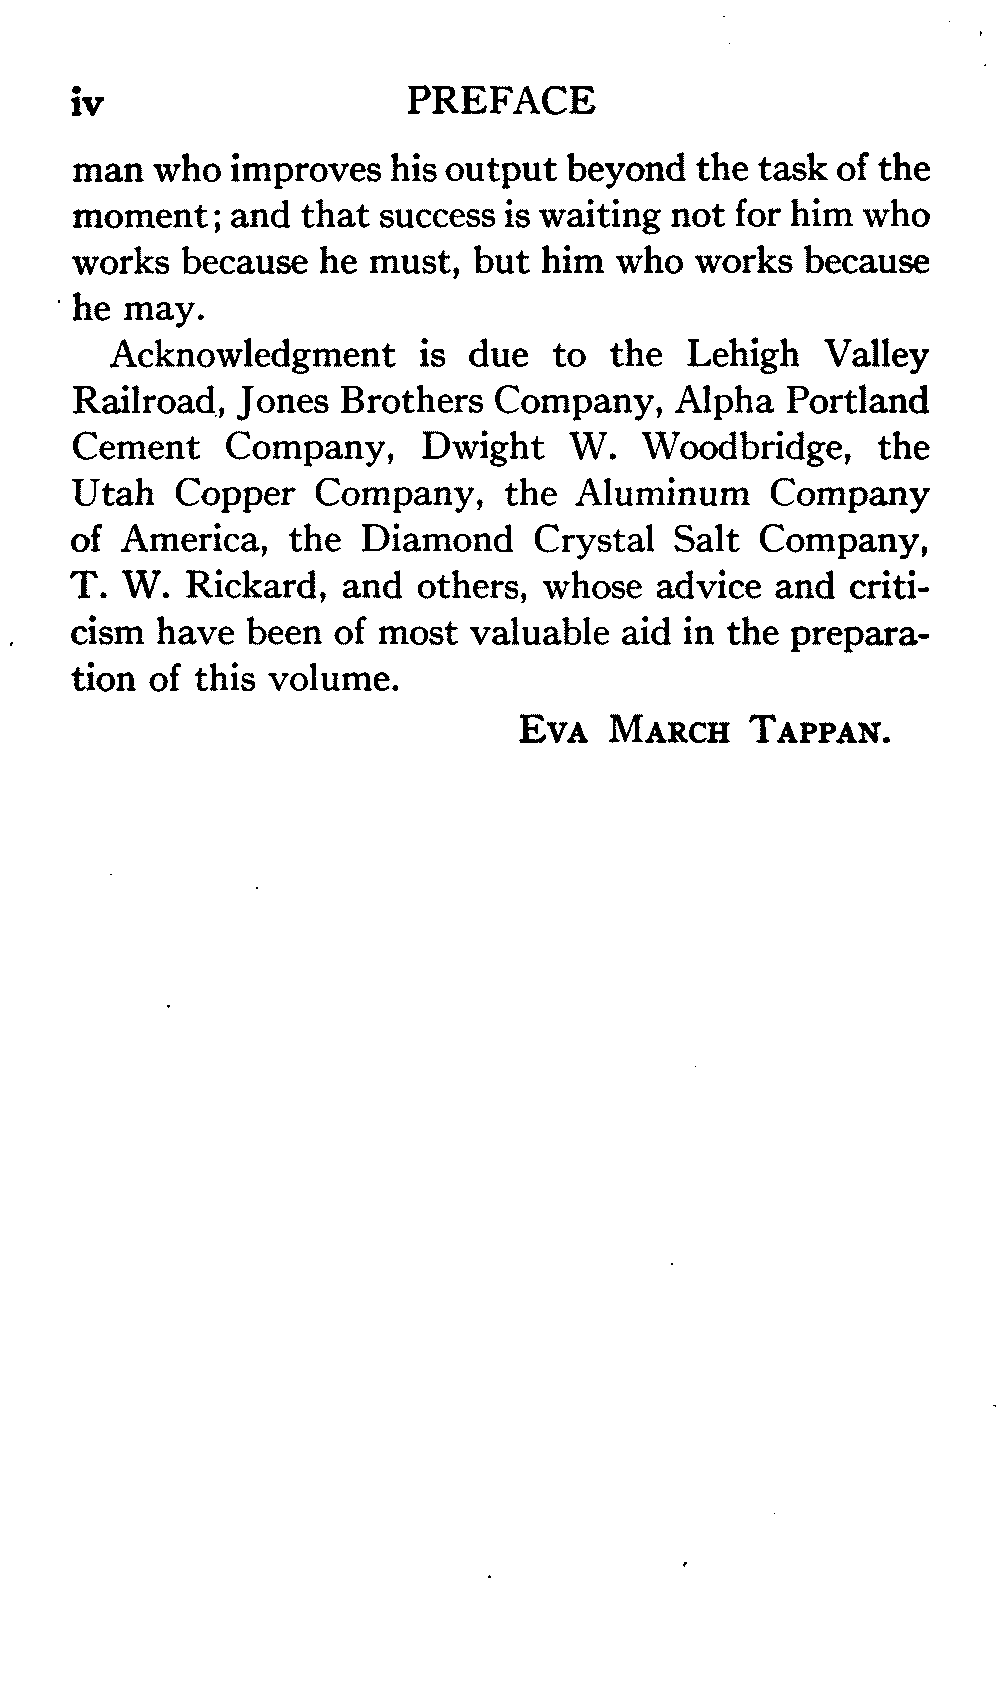 iv PREFACE
man who improves his output beyond the task of the
moment; and that success is waiting not for him who
works because he must, but him who works because
he may.
Acknowledgment is due to the Lehigh Valley
Railroad, Jones Brothers Company, Alpha Portland
Cement Company, Dwight W. Woodbridge, the
Utah Copper Company, the Aluminum Company
of America, the Diamond Crystal Salt Company,
T. W. Rickard, and others, whose advice and criti-
cism have been of most valuable aid in the prepara-
tion of this volume.
EVA MARCH TAPPAN.